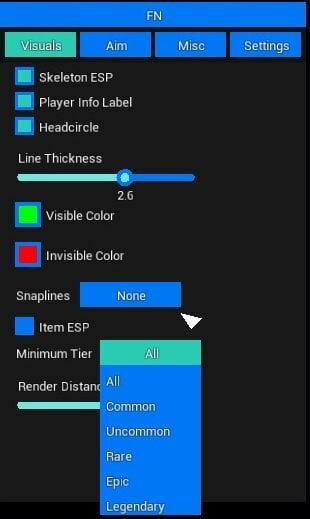 FN
Visuals Aim Misc Settings
Skeleton ESP
Player Info Label
Headcircle
Line Thickness
2.6
Visible Color
Invisible Color
Snaplines None
Item ESP
Minimum Tier All
All
Render Distanc
Common
Uncommon
Rare
Epic
Legendary